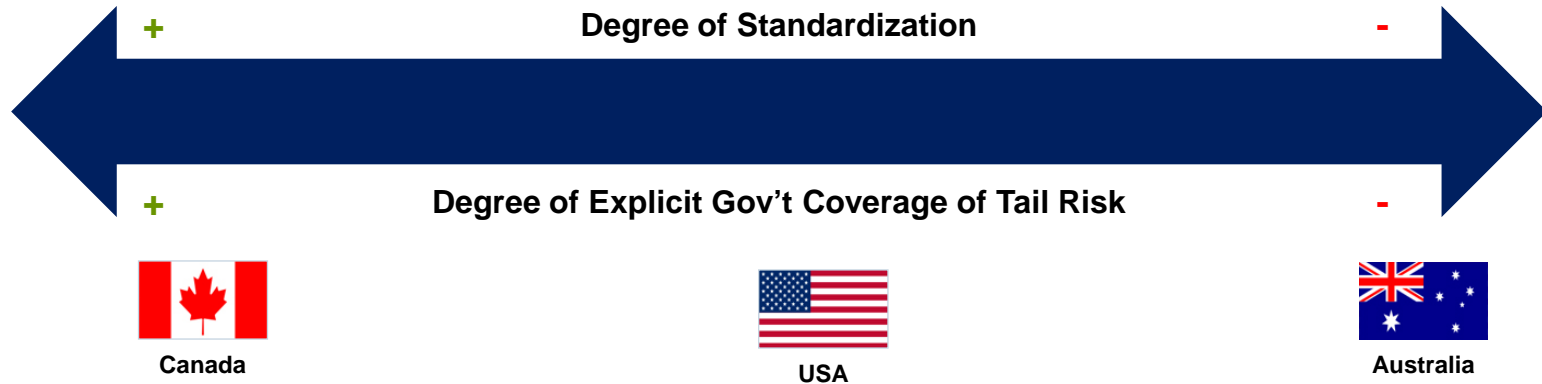 + Degree of Standardization -
+ Degree of Explicit Gov't Coverage of Tail Risk -
Canada
USA
Australia